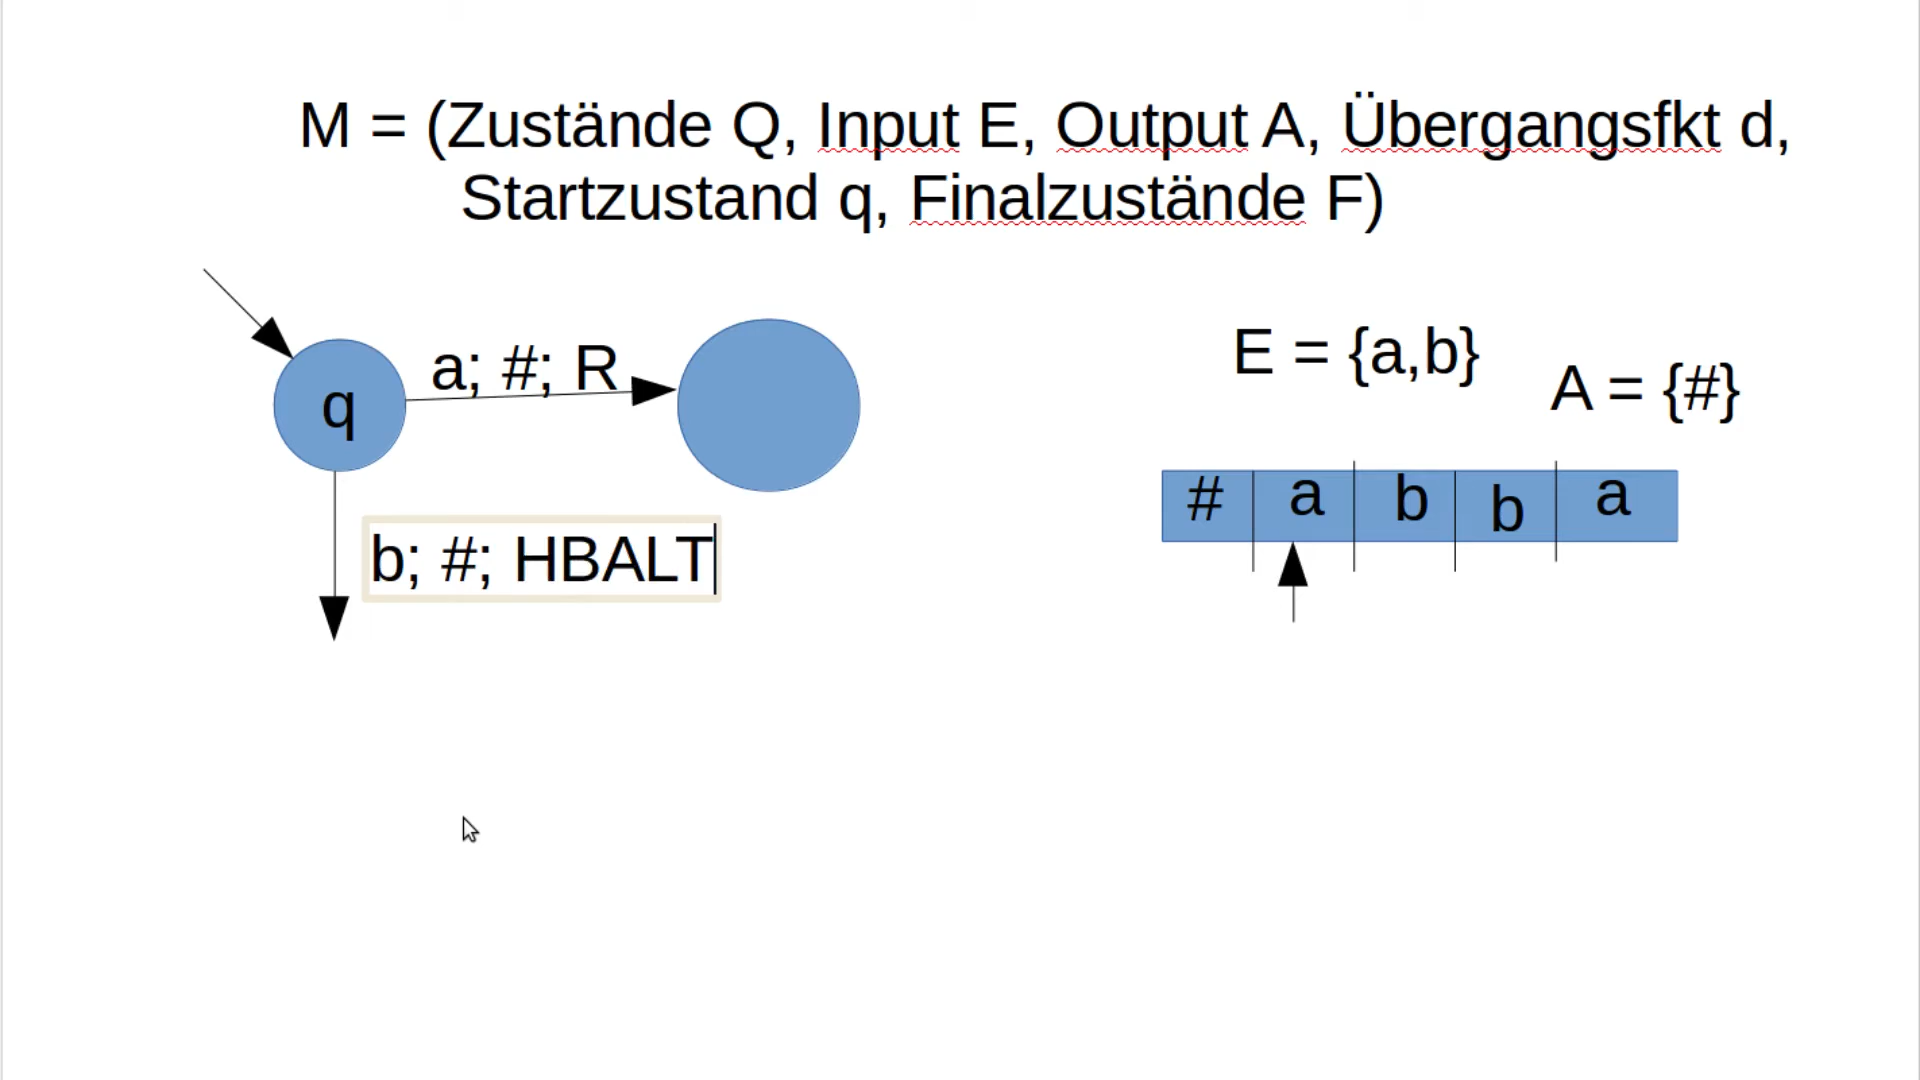 M = (Zustände Q, Input E, Output A, Übergangsfkt d,
Startzustand q, Finalzustände F)
a; #; R
q
b; #; HBALT
E = {a,b}
A = {#}
# a b b a